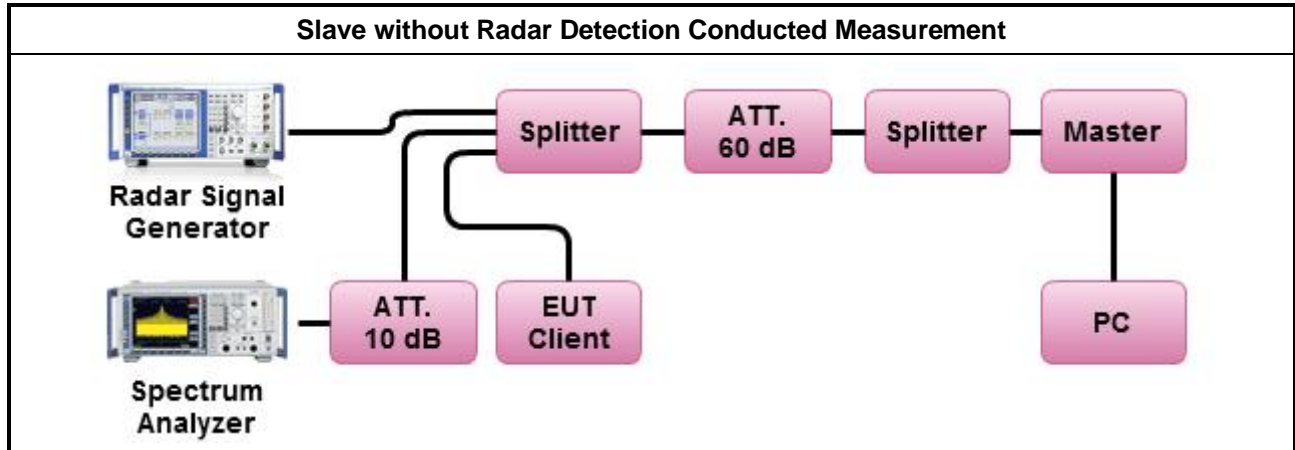 Slave without Radar Detection Conducted Measurement
Radar Signal
Generator
Splitter
ATT.
60 dB
Splitter
Master
Spectrum
Analyzer
ATT.
10 dB
EUT
Client
PC